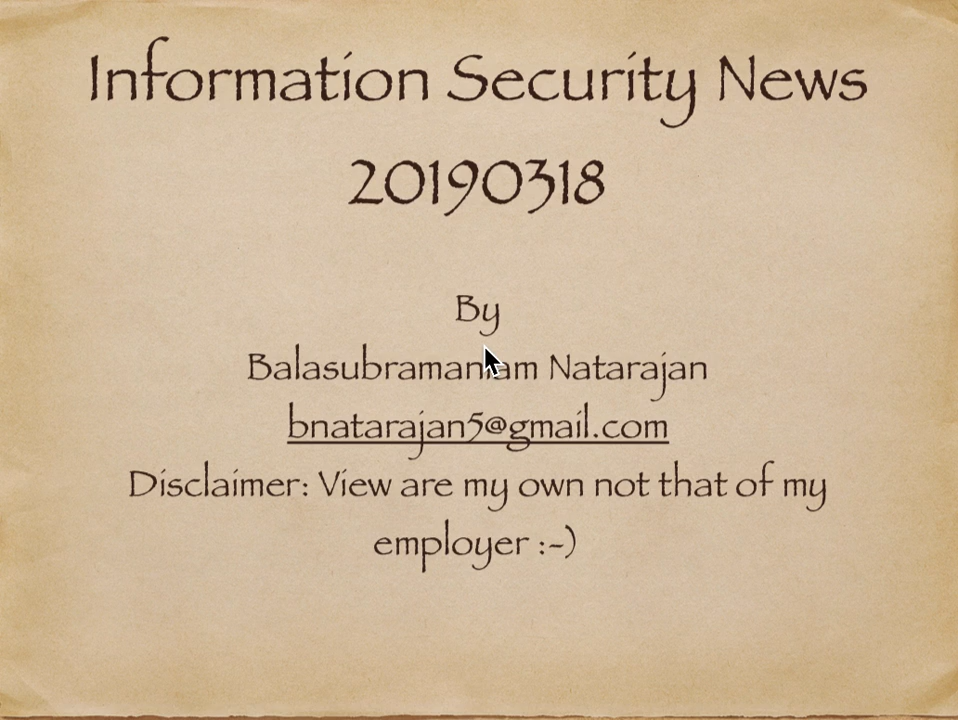 Information Security News
20190318
By
Balasubramaniam Natarajan
bnatarajan5@gmail.com
Disclaimer: View are my own not that of my
employer :-)